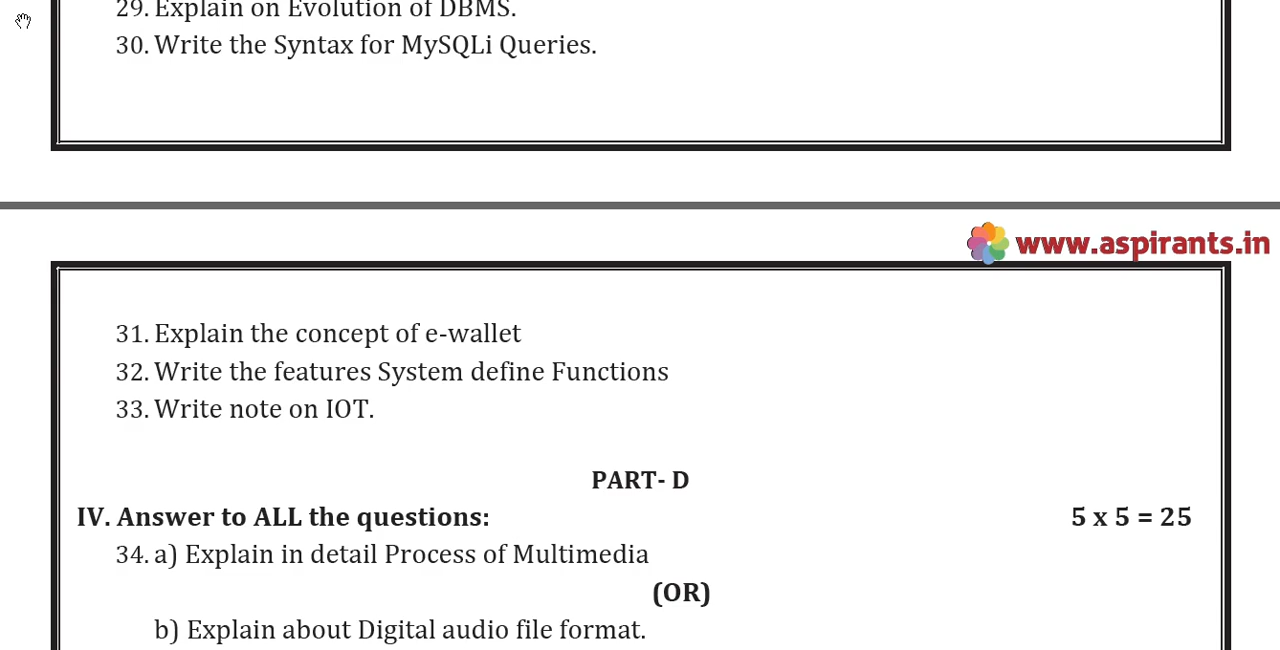 29. Explain on Evolution of DBMS.
30. Write the Syntax for MySQLi Queries.
www.aspirants.in
31. Explain the concept of e-wallet
32. Write the features System define Functions
33. Write note on IOT.
PART- D
IV. Answer to ALL the questions: 5 x 5 = 25
34. a) Explain in detail Process of Multimedia
(OR)
b) Explain about Digital audio file format.